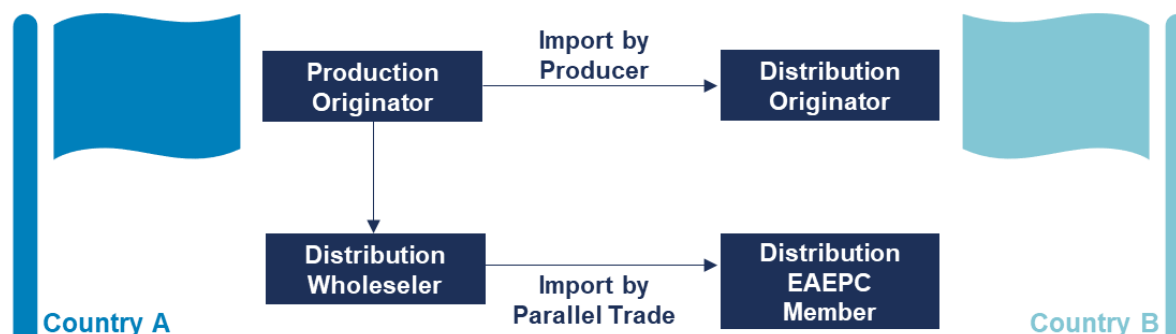 Production
Originator
Import by
Producer
Distribution
Originator
Distribution
Wholeseler
Import by
Parallel Trade
Distribution
EAEPC
Member
Country A
Country B